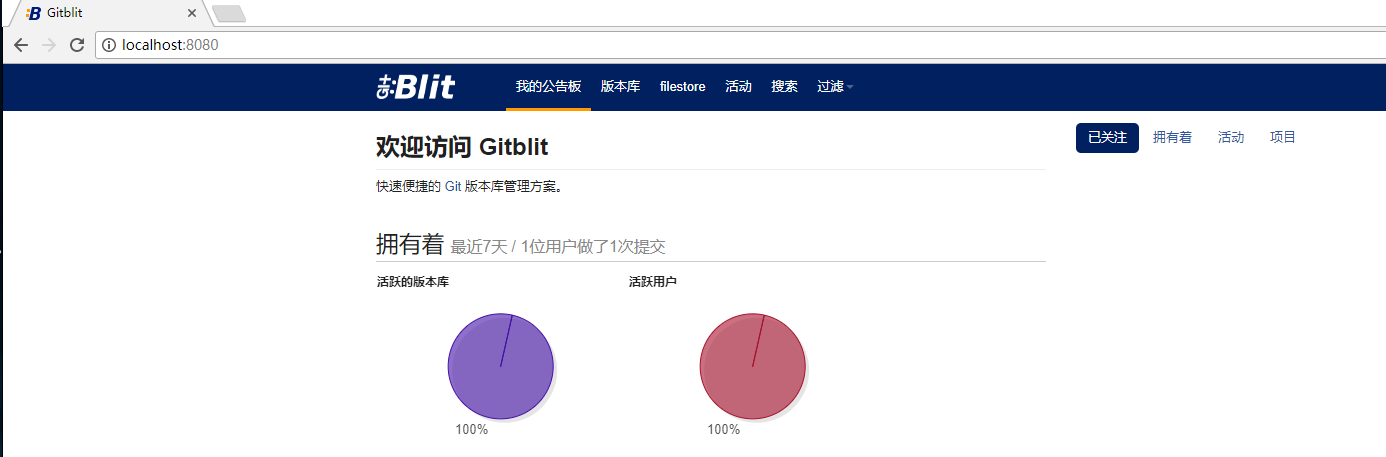 Gitblit
localhost:8080
GitBlit 我的公告板 版本库 filestore 活动 搜索 过滤
已关注 拥有着 活动 项目
欢迎访问 Gitblit
快速便捷的 Git 版本库管理方案。
拥有着 最近7天 / 1位用户做了1次提交
活跃的版本库 活跃用户
100% 100%